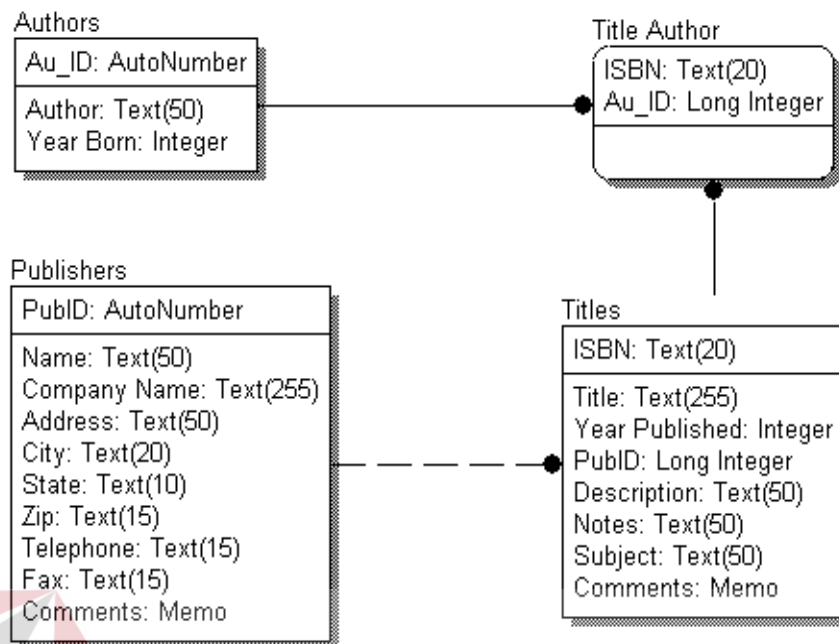 Authors
Au_ID: AutoNumber
Author: Text(50)
Year Born: Integer
Title Author
ISBN: Text(20)
Au_ID: Long Integer
Publishers
PubID: AutoNumber
Name: Text(50)
Company Name: Text(255)
Address: Text(50)
City: Text(20)
State: Text(10)
Zip: Text(15)
Telephone: Text(15)
Fax: Text(15)
Comments: Memo
Titles
ISBN: Text(20)
Title: Text(255)
Year Published: Integer
PubID: Long Integer
Description: Text(50)
Notes: Text(50)
Subject: Text(50)
Comments: Memo